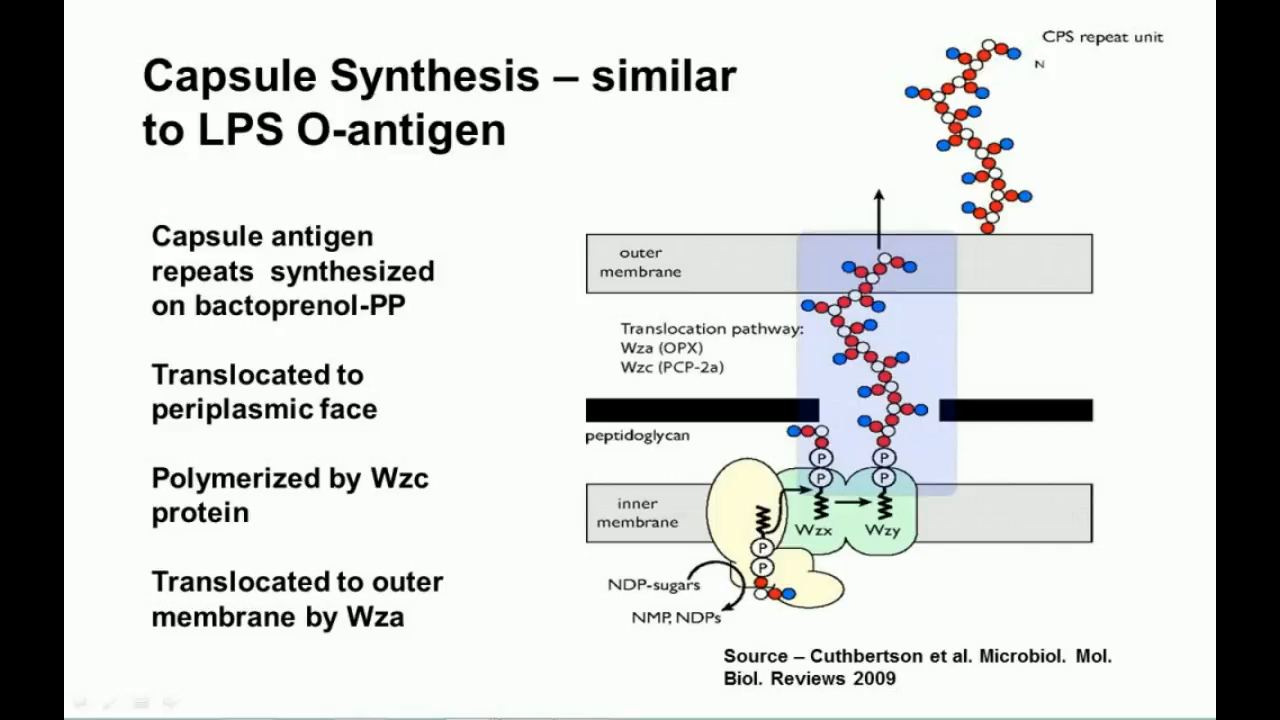 Capsule Synthesis – similar
to LPS O-antigen
Capsule antigen
repeats synthesized
on bactoprenol-PP
Translocated to
periplasmic face
Polymerized by Wzc
protein
Translocated to outer
membrane by Wza
CPS repeat unit
N
outer
membrane
Translocation pathway:
Wza (OPX)
Wzc (PCP-2a)
peptidoglycan
P
P
P
P
inner
membrane
Wzx
Wzy
P
P
NDP-sugars
NMP, NDPs
Source – Cuthbertson et al. Microbiol. Mol.
Biol. Reviews 2009